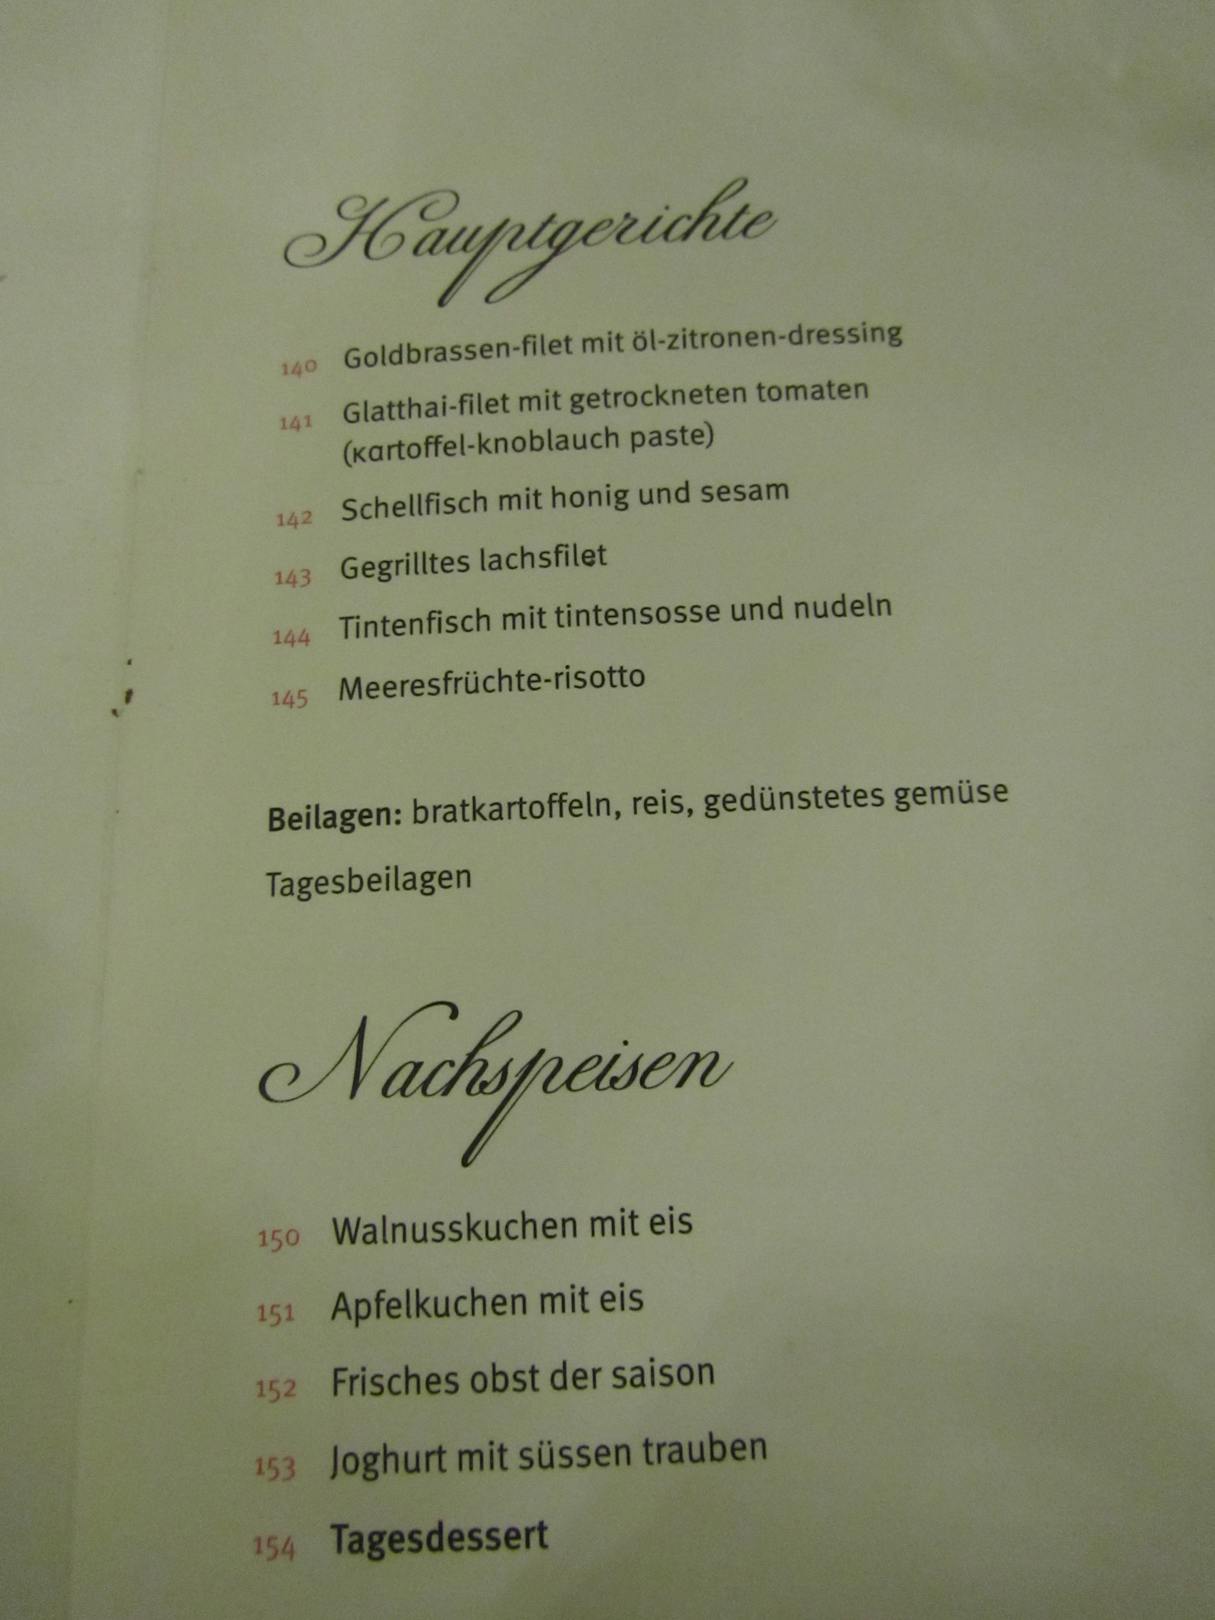 Hauptgerichte
140 Goldbrassen-filet mit öl-zitronen-dressing
141 Glatthai-filet mit getrockneten tomaten
(кartoffel-knoblauch paste)
142 Schellfisch mit honig und sesam
143 Gegrilltes lachsfilet
144 Tintenfisch mit tintensosse und nudeln
145 Meeresfrüchte-risotto
Beilagen: bratkartoffeln, reis, gedünstetes gemüse
Tagesbeilagen
Nachspeisen
150 Walnusskuchen mit eis
151 Apfelkuchen mit eis
152 Frisches obst der saison
153 Joghurt mit süssen trauben
154 Tagesdessert